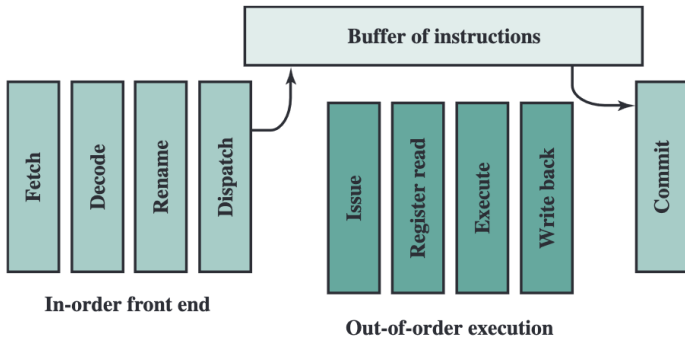 Buffer of instructions
Fetch
Decode
Rename
Dispatch
Issue
Register read
Execute
Write back
Commit
In-order front end
Out-of-order execution